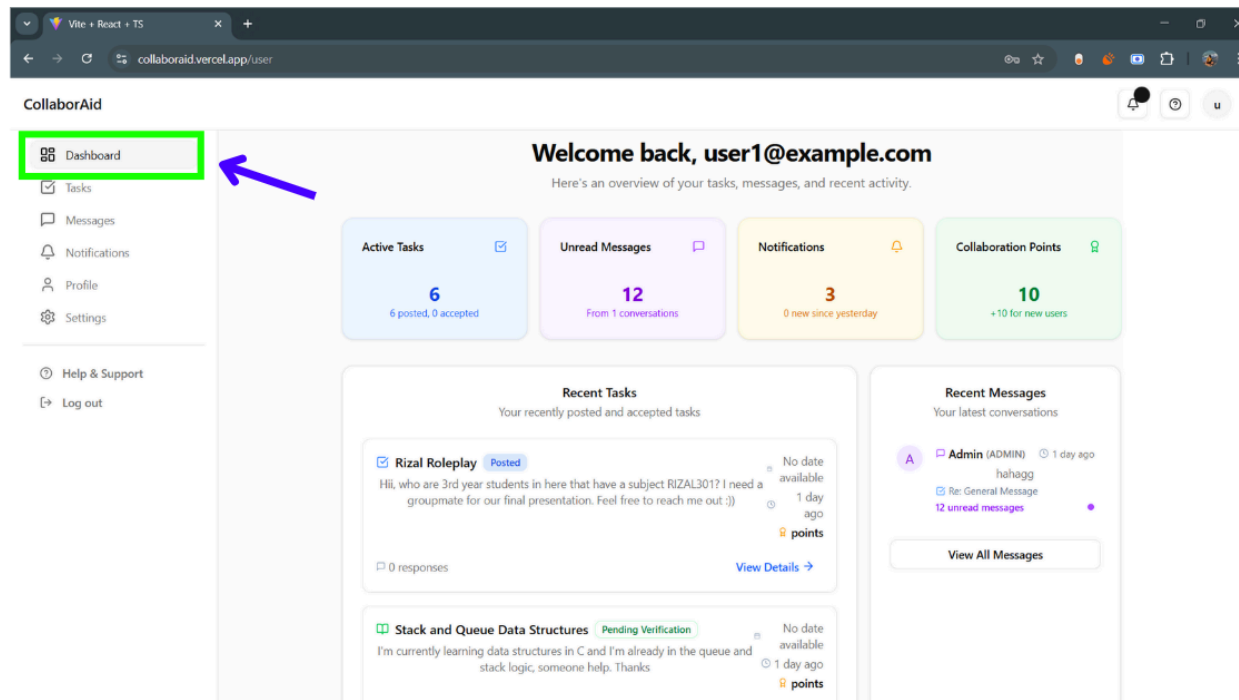 Vite + React + TS
collaboraid.vercel.app/user
CollaborAid
u
Dashboard
Tasks
Messages
Notifications
Profile
Settings
Help & Support
Log out
Welcome back, user1@example.com
Here's an overview of your tasks, messages, and recent activity.
Active Tasks
6
6 posted, 0 accepted
Unread Messages
12
From 1 conversations
Notifications
3
0 new since yesterday
Collaboration Points
10
+10 for new users
Recent Tasks
Your recently posted and accepted tasks
Rizal Roleplay Posted
Hii, who are 3rd year students in here that have a subject RIZAL301? I need a
groupmate for our final presentation. Feel free to reach me out :))
No date
available
1 day
ago
points
0 responses
View Details
Stack and Queue Data Structures Pending Verification
I'm currently learning data structures in C and I'm already in the queue and
stack logic, someone help. Thanks
No date
available
1 day ago
points
Recent Messages
Your latest conversations
A
Admin (ADMIN) 1 day ago
hahagg
Re: General Message
12 unread messages
View All Messages